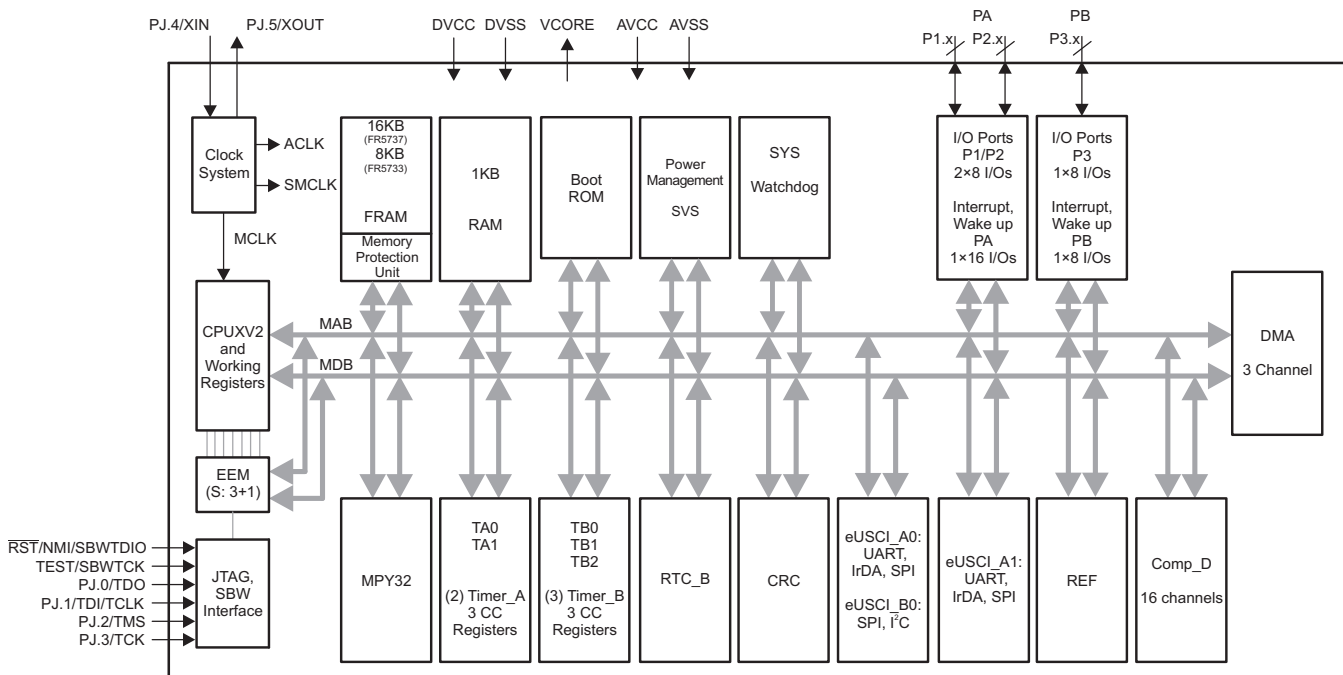 PJ.4/XIN
PJ.5/XOUT
DVCC
DVSS
VCORE
AVCC
AVSS
PA
P1.x
P2.x
PB
P3.x
Clock
System
ACLK
SMCLK
MCLK
16KB
(FR5737)
8KB
(FR5733)
FRAM
Memory
Protection
Unit
1KB
RAM
Boot
ROM
Power
Management
SVS
SYS
Watchdog
I/O Ports
P1/P2
2×8 I/Os
Interrupt,
Wake up
PA
1×16 I/Os
I/O Ports
P3
1×8 I/Os
Interrupt,
Wake up
PB
1×8 I/Os
CPUXV2
and
Working
Registers
MAB
MDB
DMA
3 Channel
EEM
(S: 3+1)
RST/NMI/SBWTDIO
TEST/SBWTCK
PJ.0/TDO
PJ.1/TDI/TCLK
PJ.2/TMS
PJ.3/TCK
JTAG,
SBW
Interface
MPY32
TA0
TA1
(2) Timer_A
3 CC
Registers
TB0
TB1
TB2
(3) Timer_B
3 CC
Registers
RTC_B
CRC
eUSCI_A0:
UART,
IrDA, SPI
eUSCI_B0:
SPI, I²C
eUSCI_A1:
UART,
IrDA, SPI
REF
Comp_D
16 channels